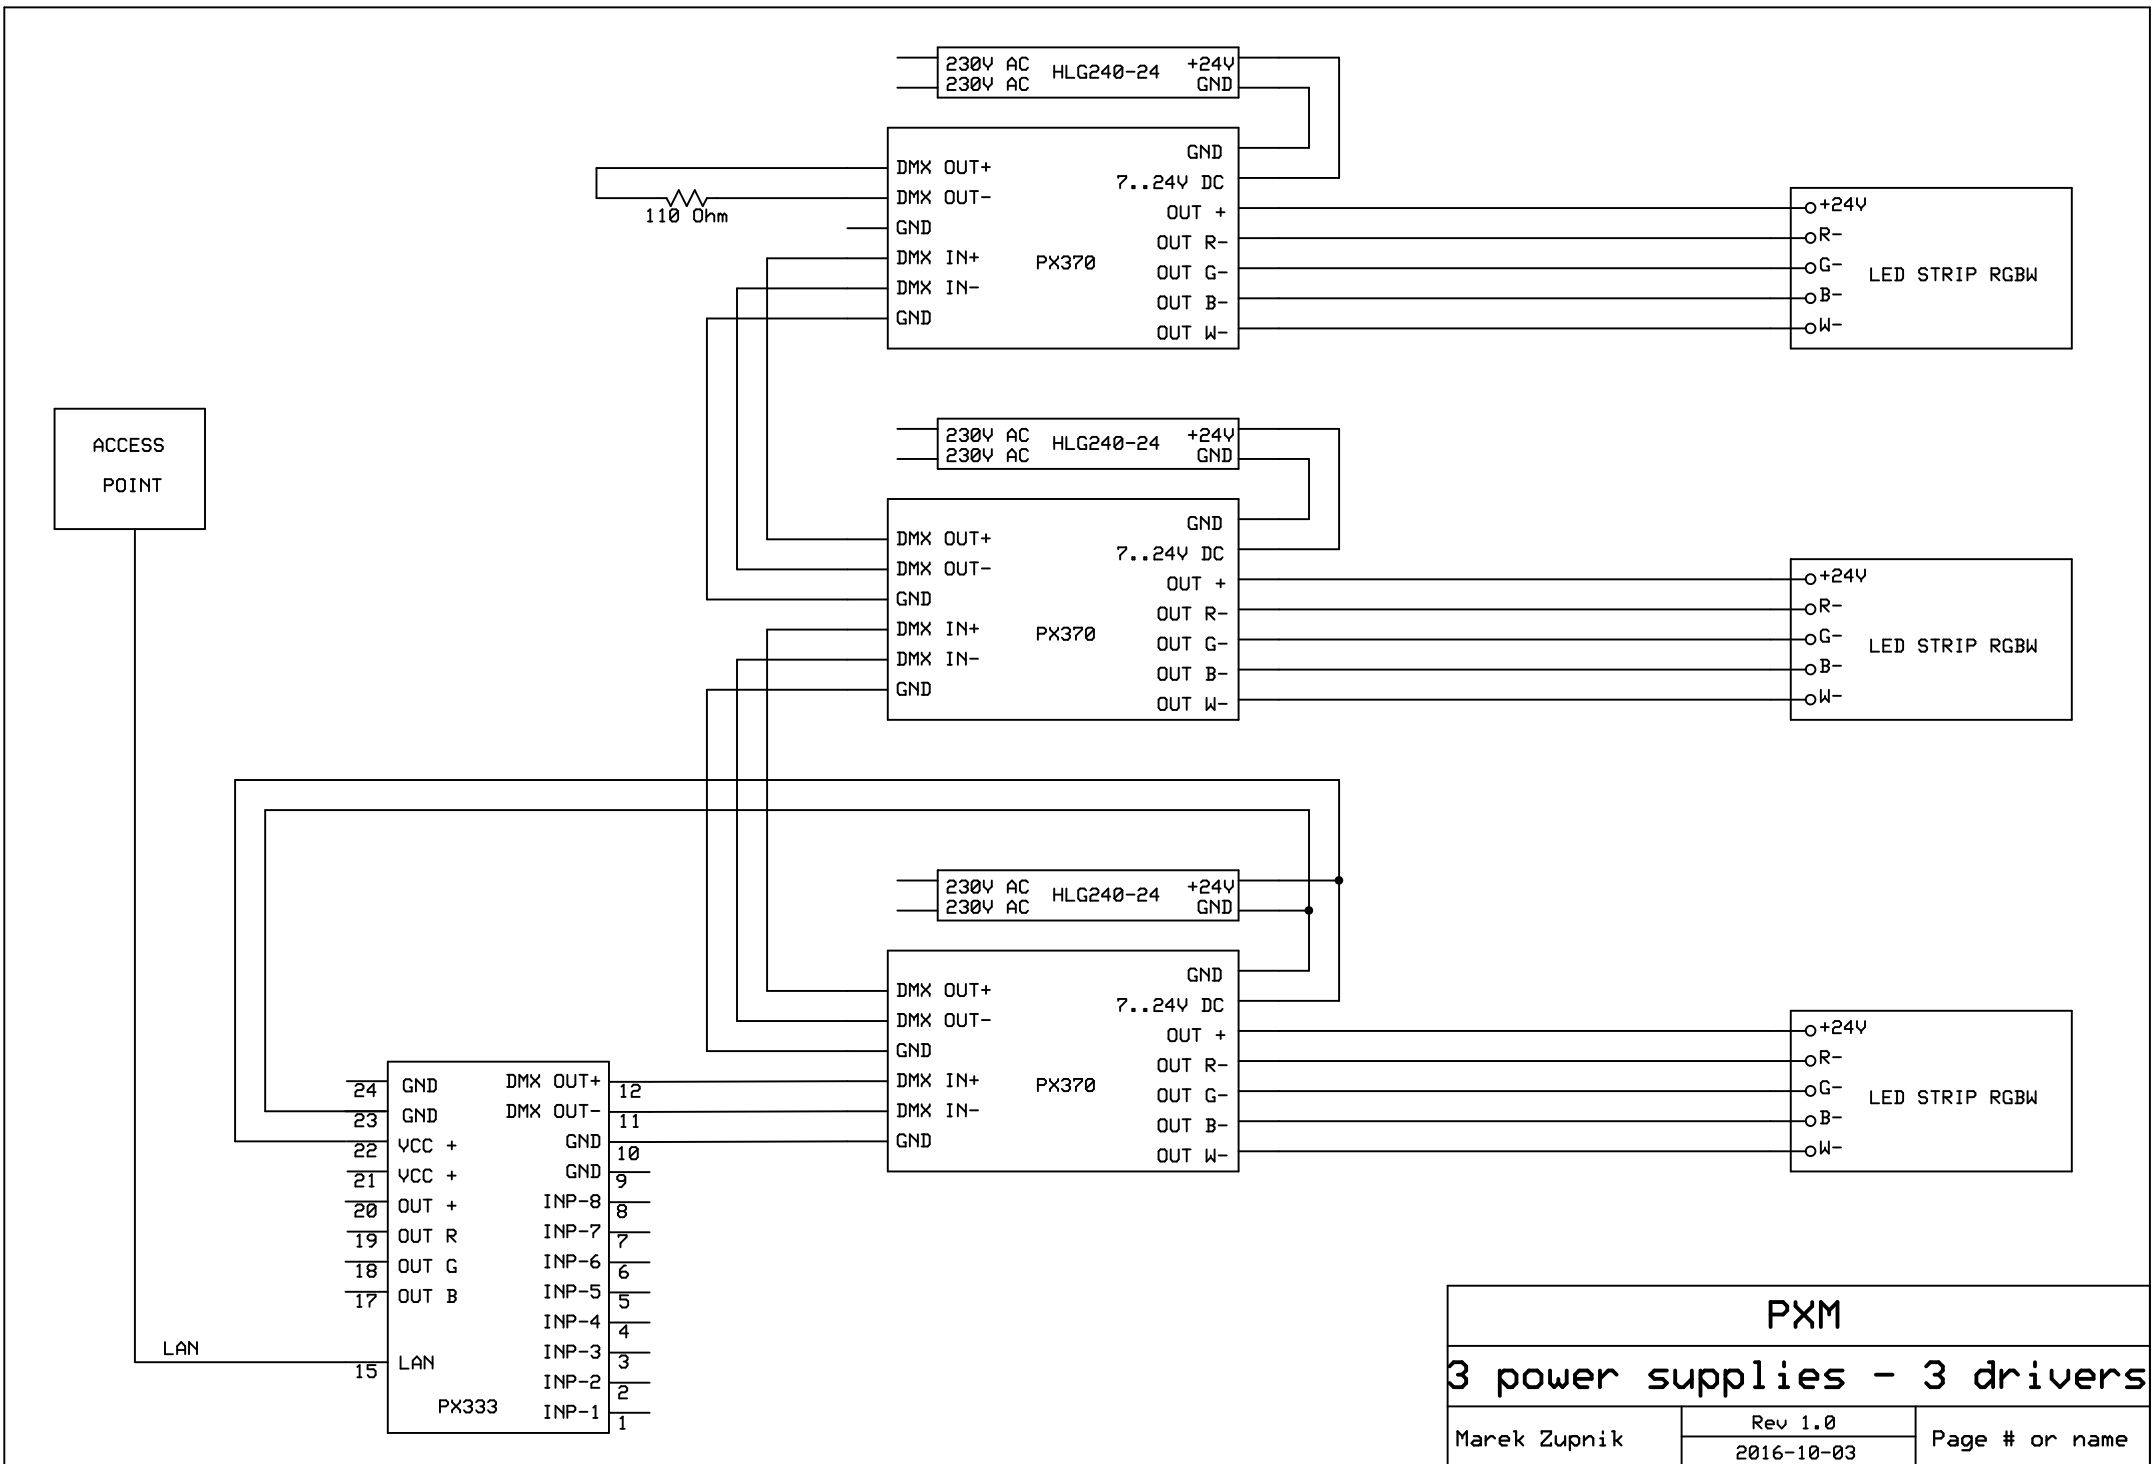 230V AC HLG240-24 +24V
230V AC GND
DMX OUT+
DMX OUT-
GND
DMX IN+
DMX IN-
GND
PX370
GND
7..24V DC
OUT +
OUT R-
OUT G-
OUT B-
OUT W-
110 Ohm
+24V
R-
G-
B-
W-
LED STRIP RGBW
ACCESS
POINT
230V AC HLG240-24 +24V
230V AC GND
DMX OUT+
DMX OUT-
GND
DMX IN+
DMX IN-
GND
PX370
GND
7..24V DC
OUT +
OUT R-
OUT G-
OUT B-
OUT W-
+24V
R-
G-
B-
W-
LED STRIP RGBW
230V AC HLG240-24 +24V
230V AC GND
DMX OUT+
DMX OUT-
GND
DMX IN+
DMX IN-
GND
PX370
GND
7..24V DC
OUT +
OUT R-
OUT G-
OUT B-
OUT W-
+24V
R-
G-
B-
W-
LED STRIP RGBW
24 GND
23 GND
22 VCC +
21 VCC +
20 OUT +
19 OUT R
18 OUT G
17 OUT B
LAN
15 LAN
PX333
DMX OUT+ 12
DMX OUT- 11
GND 10
GND 9
INP-8 8
INP-7 7
INP-6 6
INP-5 5
INP-4 4
INP-3 3
INP-2 2
INP-1 1
PXM
3 power supplies - 3 drivers
Marek Zupnik
Rev 1.0
2016-10-03
Page # or name